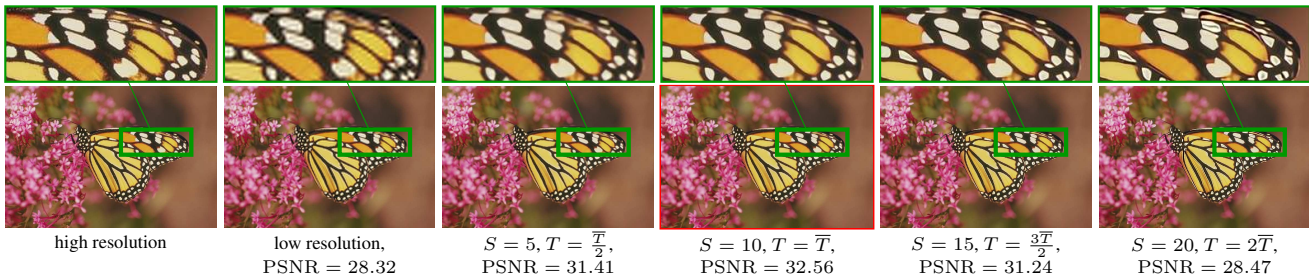 high resolution
low resolution,
PSNR = 28.32
S = 5, T = T̅/2,
PSNR = 31.41
S = 10, T = T̅,
PSNR = 32.56
S = 15, T = 3T̅/2,
PSNR = 31.24
S = 20, T = 2T̅,
PSNR = 28.47